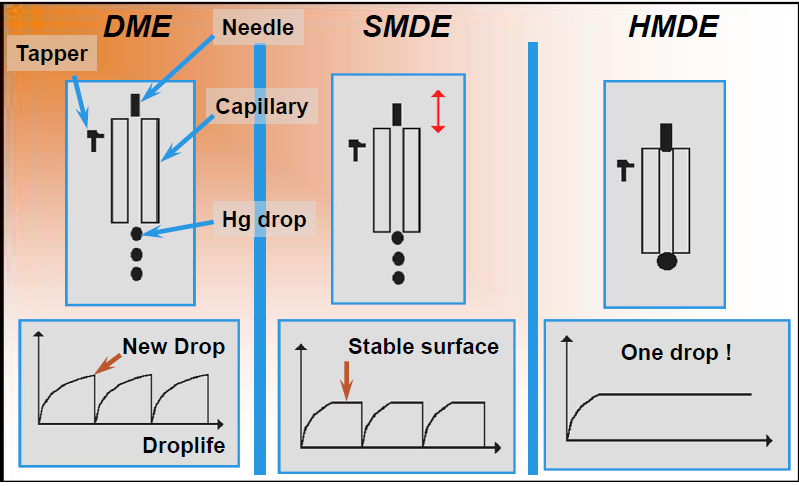 DME
SMDE
HMDE
Needle
Tapper
Capillary
Hg drop
New Drop
Droplife
Stable surface
One drop !